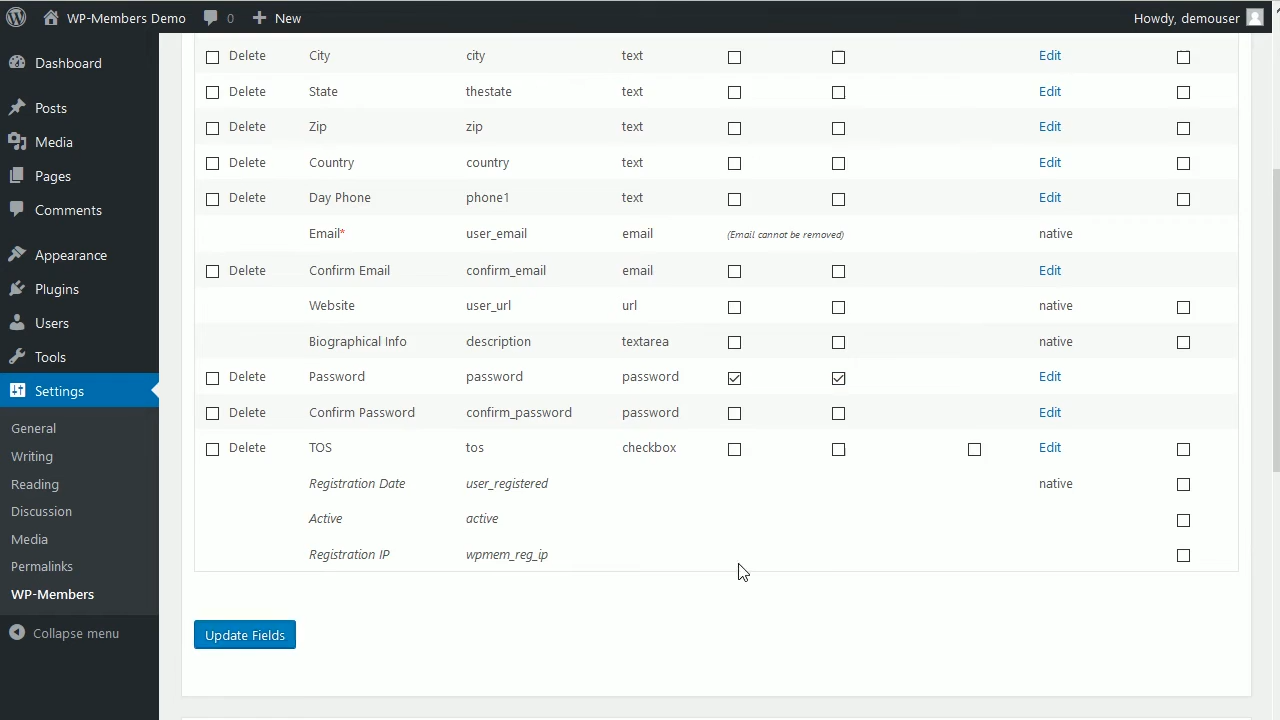 WP-Members Demo 0 New Howdy, demouser
Dashboard
Posts
Media
Pages
Comments
Appearance
Plugins
Users
Tools
Settings
General
Writing
Reading
Discussion
Media
Permalinks
WP-Members
Collapse menu
Delete City city text Edit
Delete State thestate text Edit
Delete Zip zip text Edit
Delete Country country text Edit
Delete Day Phone phone1 text Edit
Email* user_email email (Email cannot be removed) native
Delete Confirm Email confirm_email email Edit
Website user_url url native
Biographical Info description textarea native
Delete Password password password Edit
Delete Confirm Password confirm_password password Edit
Delete TOS tos checkbox Edit
Registration Date user_registered native
Active active
Registration IP wpmem_reg_ip
Update Fields